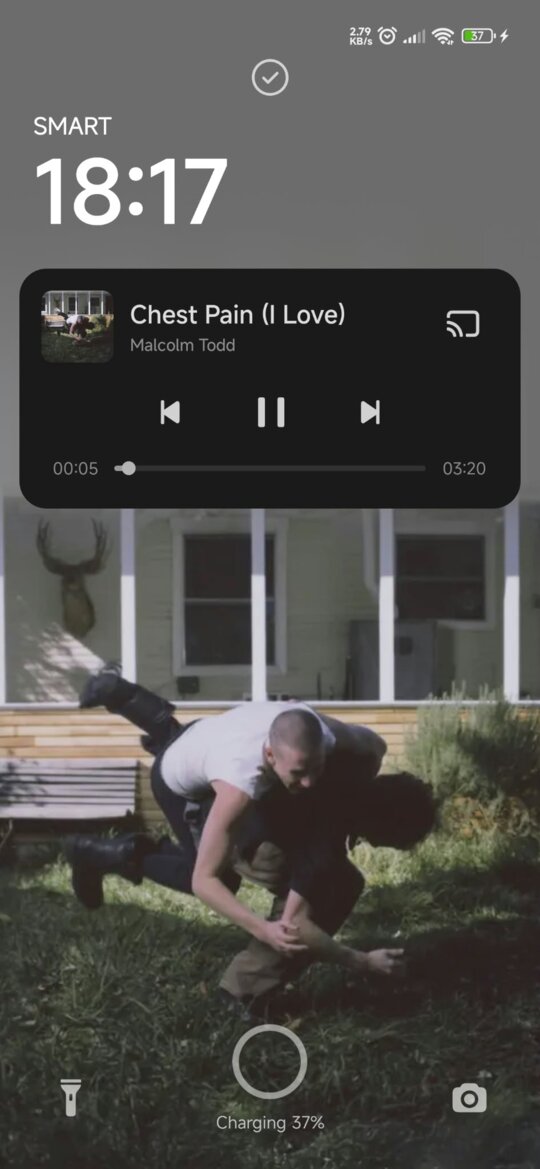 2.79
KB/s
37
SMART
18:17
Chest Pain (I Love)
Malcolm Todd
00:05
03:20
Charging 37%